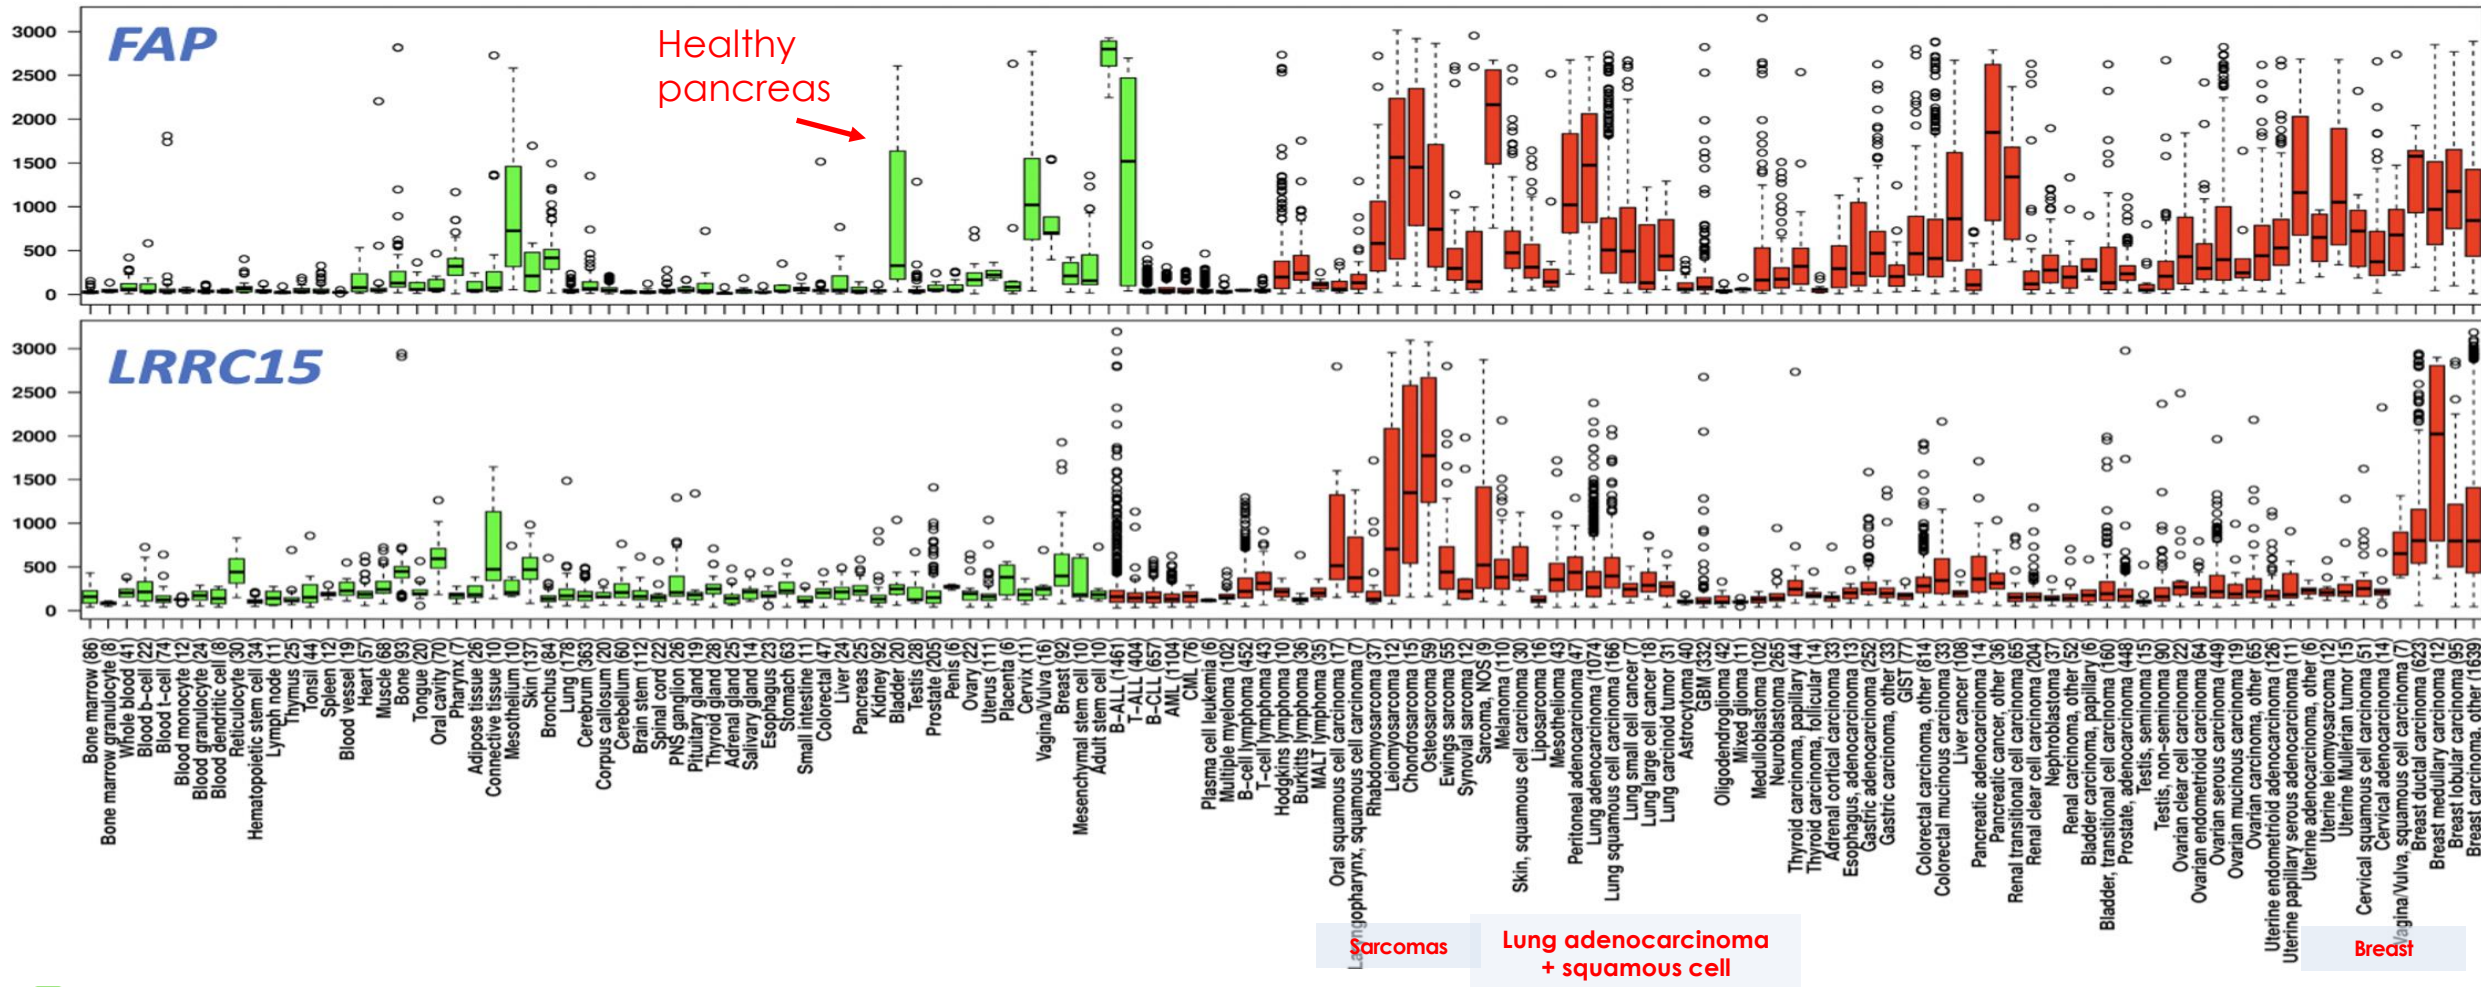 FAP
Healthy
pancreas
3000
2500
2000
1500
1000
500
0
LRRC15
3000
2500
2000
1500
1000
500
0
Bone marrow (86)
Bone marrow granulocyte (8)
Whole blood (41)
Blood b-cell (22)
Blood t-cell (74)
Blood monocyte (12)
Blood granulocyte (24)
Blood dendritic cell (8)
Reticulocyte (30)
Hematopoietic stem cell (34)
Lymph node (11)
Thymus (25)
Tonsil (44)
Spleen (12)
Blood vessel (19)
Heart (57)
Muscle (68)
Bone (93)
Tongue (20)
Oral cavity (70)
Pharynx (7)
Adipose tissue (26)
Connective tissue (10)
Mesothelium (10)
Skin (137)
Bronchus (84)
Lung (178)
Cerebrum (363)
Corpus callosum (20)
Cerebellum (60)
Brain stem (112)
Spinal cord (22)
PNS ganglion (26)
Pituitary gland (19)
Thyroid gland (28)
Adrenal gland (25)
Salivary gland (14)
Esophagus (23)
Stomach (63)
Small intestine (11)
Colorectal (47)
Liver (24)
Pancreas (25)
Kidney (92)
Bladder (20)
Testis (28)
Prostate (205)
Penis (6)
Ovary (22)
Uterus (111)
Placenta (6)
Cervix (11)
Vagina/Vulva (16)
Breast (92)
Mesenchymal stem cell (10)
Adult stem cell (10)
B-ALL (1461)
T-ALL (404)
B-CLL (657)
AML (1104)
CML (76)
Plasma cell leukemia (6)
Multiple myeloma (102)
B-cell lymphoma (452)
T-cell lymphoma (43)
Hodgkins lymphoma (10)
Burkitts lymphoma (36)
MALT lymphoma (35)
Oral squamous cell carcinoma (17)
squamous cell carcinoma (7)
Rhabdomyosarcoma (37)
Leiomyosarcoma (12)
Chondrosarcoma (15)
Osteosarcoma (59)
Ewings sarcoma (55)
Synovial sarcoma (12)
Sarcoma, NOS (9)
Melanoma (110)
Skin, squamous cell carcinoma (30)
Liposarcoma (16)
Mesothelioma (43)
Peritoneal adenocarcinoma (47)
Lung adenocarcinoma (1074)
Lung squamous cell carcinoma (166)
Lung small cell cancer (7)
Lung large cell cancer (18)
Lung carcinoid tumor (31)
Astrocytoma (40)
GBM (332)
Oligodendroglioma (42)
Mixed glioma (11)
Medulloblastoma (102)
Neuroblastoma (265)
Thyroid carcinoma, papillary (44)
Thyroid carcinoma, follicular (14)
Adrenal cortical carcinoma (33)
Esophagus, adenocarcinoma (13)
Gastric adenocarcinoma (252)
Gastric carcinoma, other (33)
GIST (77)
Colorectal carcinoma, other (814)
Colorectal mucinous carcinoma (33)
Liver cancer (108)
Pancreatic adenocarcinoma (14)
Pancreatic cancer, other (36)
Renal transitional cell carcinoma (65)
Renal clear cell carcinoma (204)
Nephroblastoma (37)
Renal carcinoma, other (52)
Bladder carcinoma, papillary (6)
Bladder, transitional cell carcinoma (160)
Prostate, adenocarcinoma (448)
Testis, seminoma (15)
Testis, non-seminoma (90)
Ovarian clear cell carcinoma (22)
Ovarian endometrioid carcinoma (64)
Ovarian serous carcinoma (449)
Ovarian mucinous carcinoma (19)
Ovarian carcinoma, other (65)
Uterine endometrioid adenocarcinoma (126)
Uterine papillary serous adenocarcinoma (11)
Uterine adenocarcinoma, other (6)
Uterine leiomyosarcoma (12)
Uterine Mullerian tumor (15)
Cervical squamous cell carcinoma (51)
Cervical adenocarcinoma (14)
Vagina/Vulva, squamous cell carcinoma (7)
Breast ductal carcinoma (623)
Breast medullary carcinoma (12)
Breast lobular carcinoma (95)
Breast carcinoma, other (1639)
Sarcomas
Lung adenocarcinoma
+ squamous cell
Breast